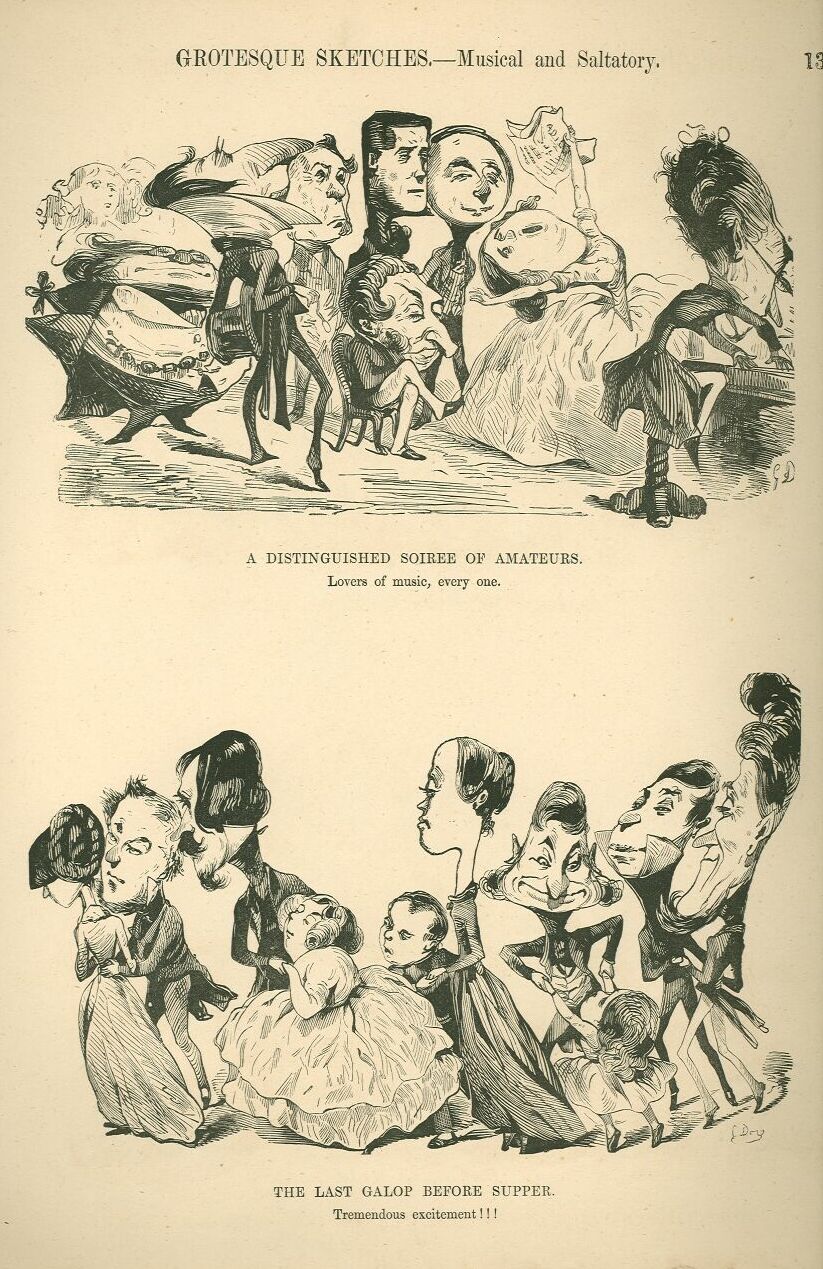 GROTESQUE SKETCHES.—Musical and Saltatory.
13
G D
A DISTINGUISHED SOIREE OF AMATEURS.
Lovers of music, every one.
G Doré
THE LAST GALOP BEFORE SUPPER.
Tremendous excitement!!!